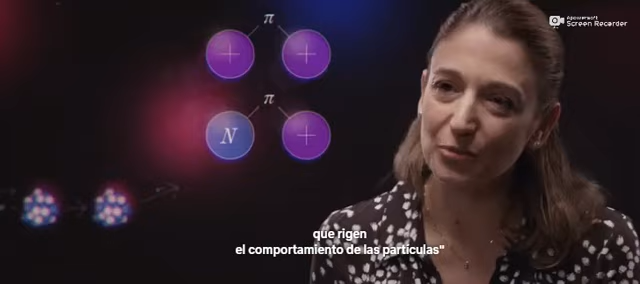 π
Apowersoft
Screen Recorder
+ +
π
N +
que rigen
el comportamiento de las partículas"